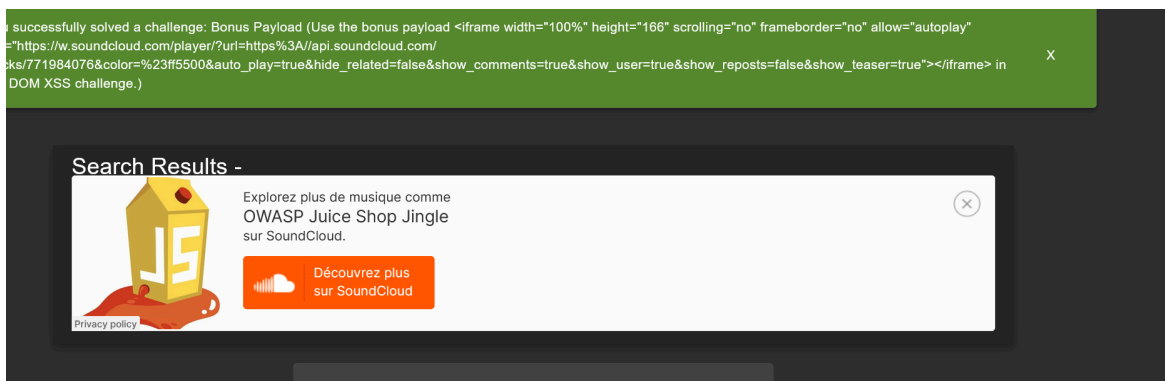 successfully solved a challenge: Bonus Payload (Use the bonus payload <iframe width="100%" height="166" scrolling="no" frameborder="no" allow="autoplay"
="https://w.soundcloud.com/player/?url=https%3A//api.soundcloud.com/
cks/771984076&color=%23ff5500&auto_play=true&hide_related=false&show_comments=true&show_user=true&show_reposts=false&show_teaser=true"></iframe> in
DOM XSS challenge.)
X
Search Results -
Explorez plus de musique comme
OWASP Juice Shop Jingle
sur SoundCloud.
Découvrez plus
sur SoundCloud
JS
Privacy policy